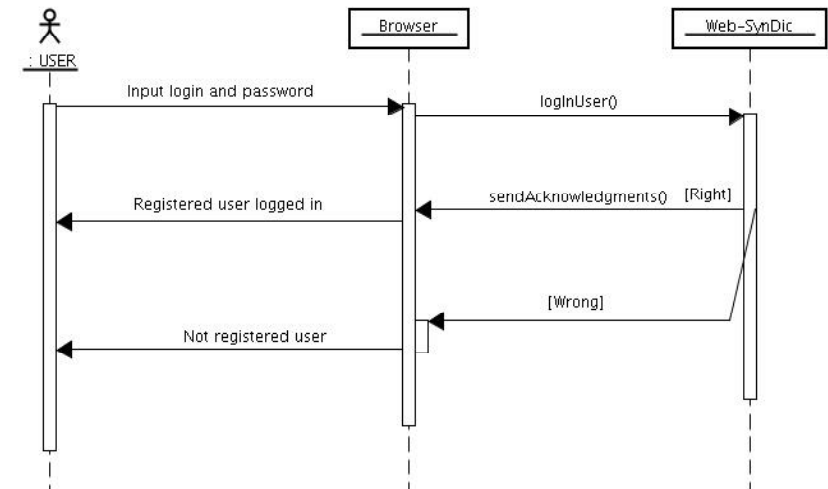 Browser
Web-SynDic
: USER
Input login and password
logInUser()
sendAcknowledgments()
[Right]
Registered user logged in
[Wrong]
Not registered user